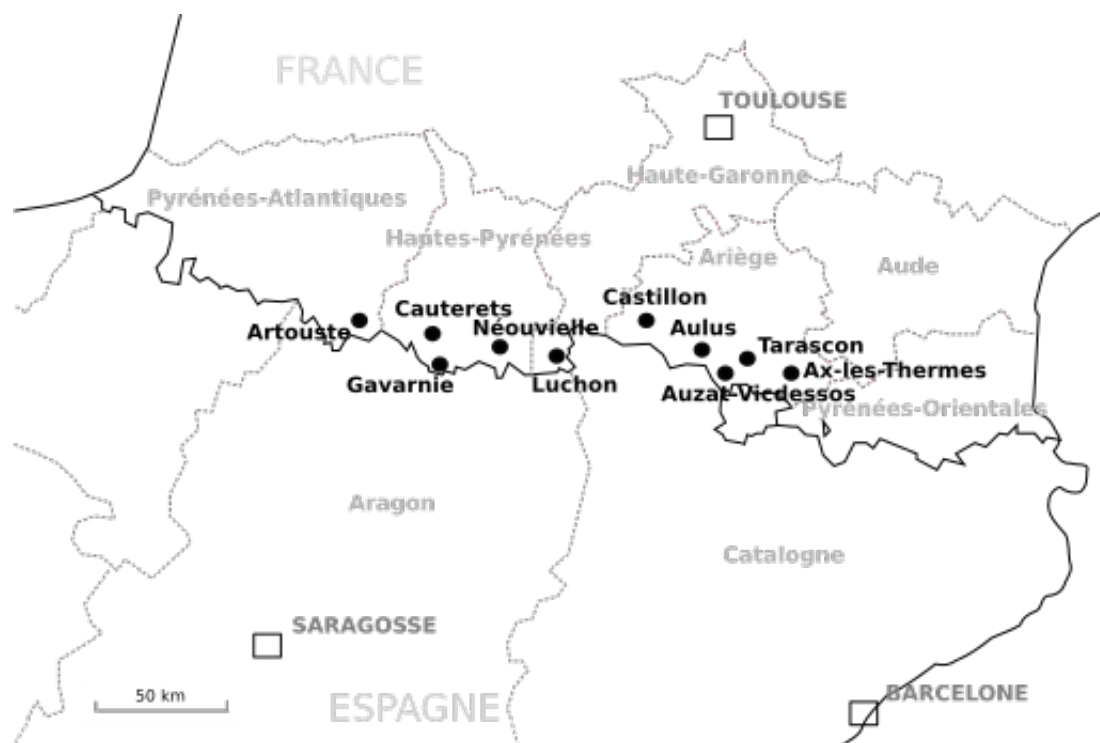 FRANCE
TOULOUSE
Haute-Garonne
Pyrénées-Atlantiques
Hantes-Pyrénées
Ariège
Aude
Castillon
Cauterets
Artouste
Néouvielle
Aulus
Tarascon
Ax-les-Thermes
Gavarnie
Luchon
Auzat-Vicdessos
Pyrénées-Orientales
Aragon
Catalogne
SARAGOSSE
50 km
ESPAGNE
BARCELONE